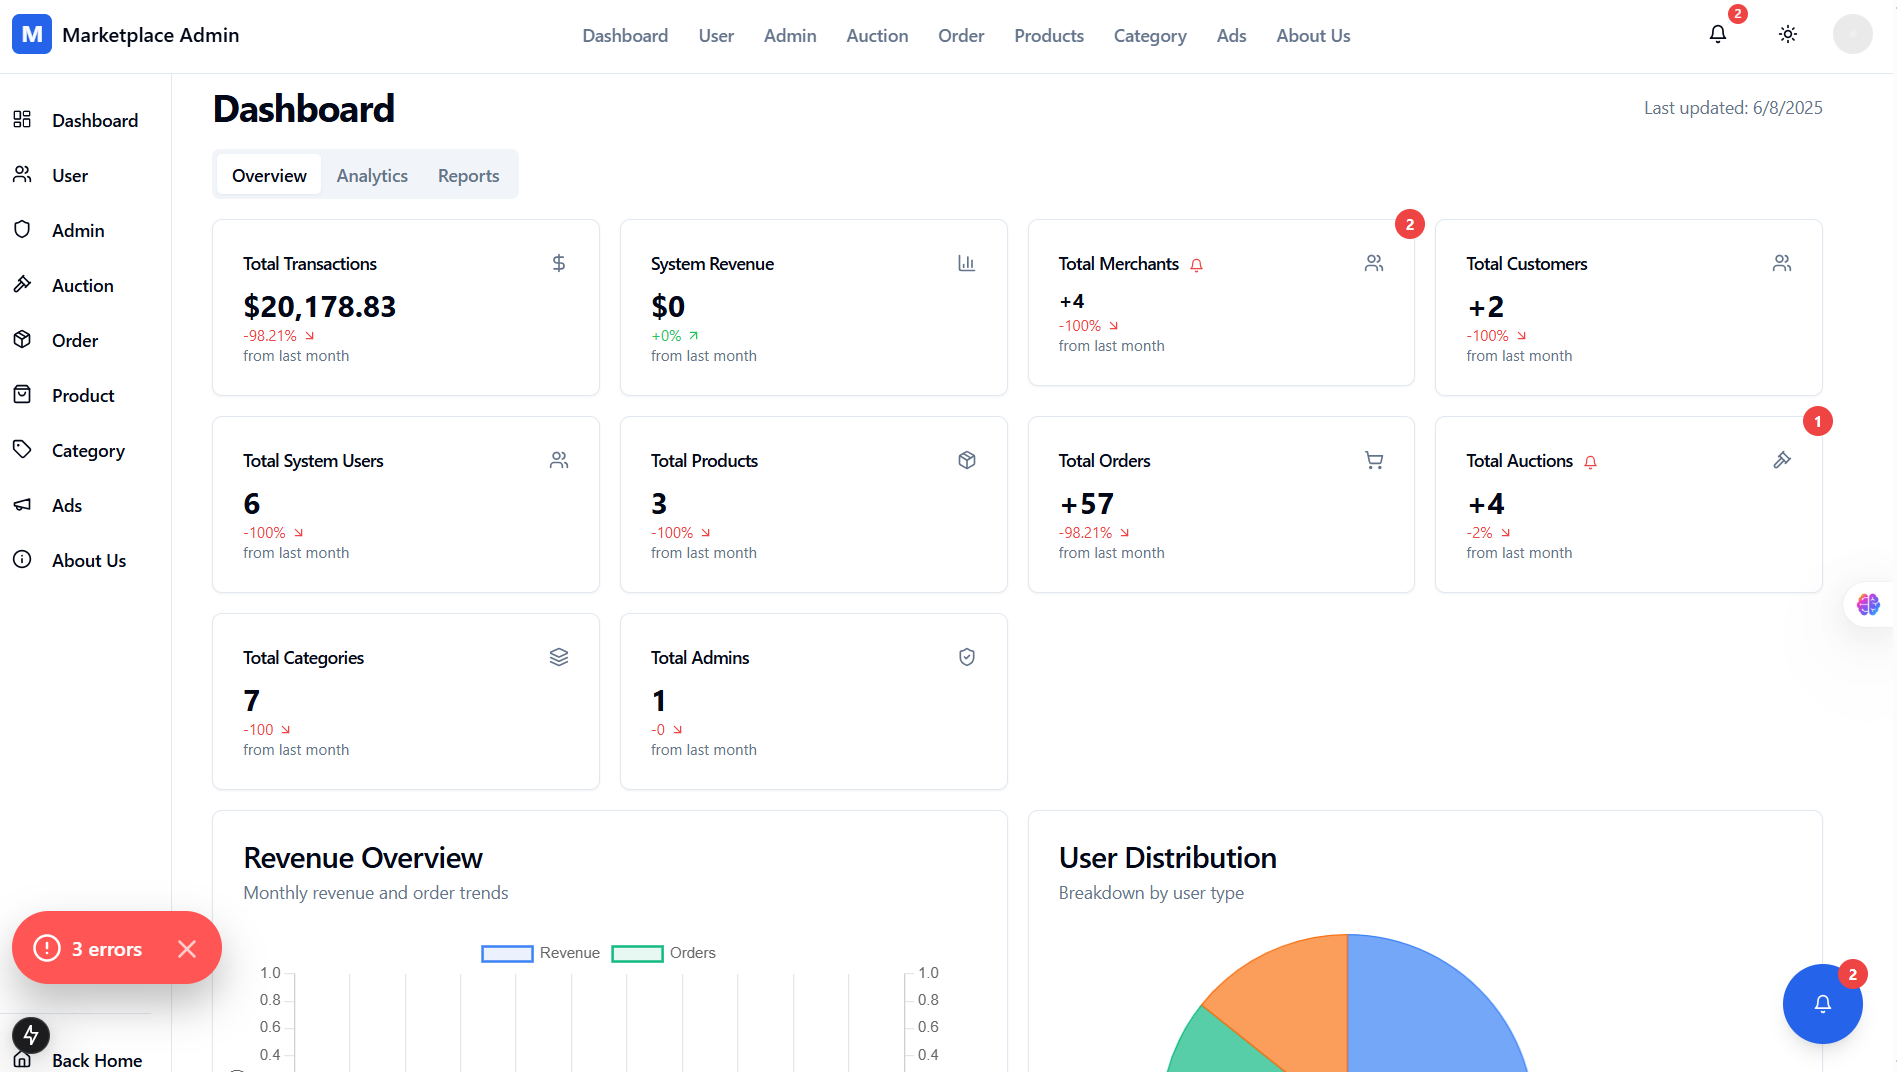 M Marketplace Admin
Dashboard User Admin Auction Order Products Category Ads About Us
2
Dashboard
User
Admin
Auction
Order
Product
Category
Ads
About Us
Dashboard
Last updated: 6/8/2025
Overview Analytics Reports
Total Transactions
$20,178.83
-98.21%
from last month
System Revenue
$0
+0%
from last month
2
Total Merchants
+4
-100%
from last month
Total Customers
+2
-100%
from last month
Total System Users
6
-100%
from last month
Total Products
3
-100%
from last month
Total Orders
+57
-98.21%
from last month
1
Total Auctions
+4
-2%
from last month
Total Categories
7
-100
from last month
Total Admins
1
-0
from last month
Revenue Overview
Monthly revenue and order trends
Revenue Orders
1.0 1.0
0.8 0.8
0.6 0.6
0.4 0.4
User Distribution
Breakdown by user type
3 errors
Back Home
2